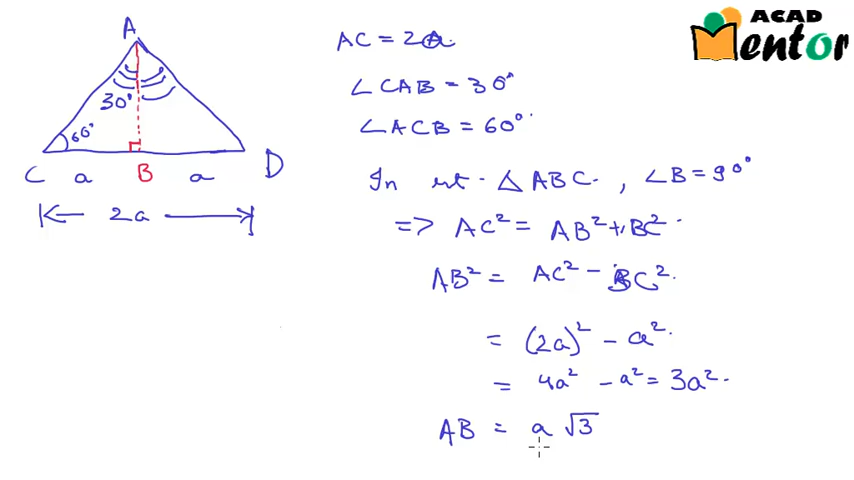 ACAD
Mentor
A
30°
60°
C a B a D
2a
AC = 2a.
∠CAB = 30°
∠ACB = 60°.
In rt. △ABC. , ∠B = 90°
=> AC² = AB² + BC².
AB² = AC² - BC².
= (2a)² - a².
= 4a² - a² = 3a².
AB = a √3